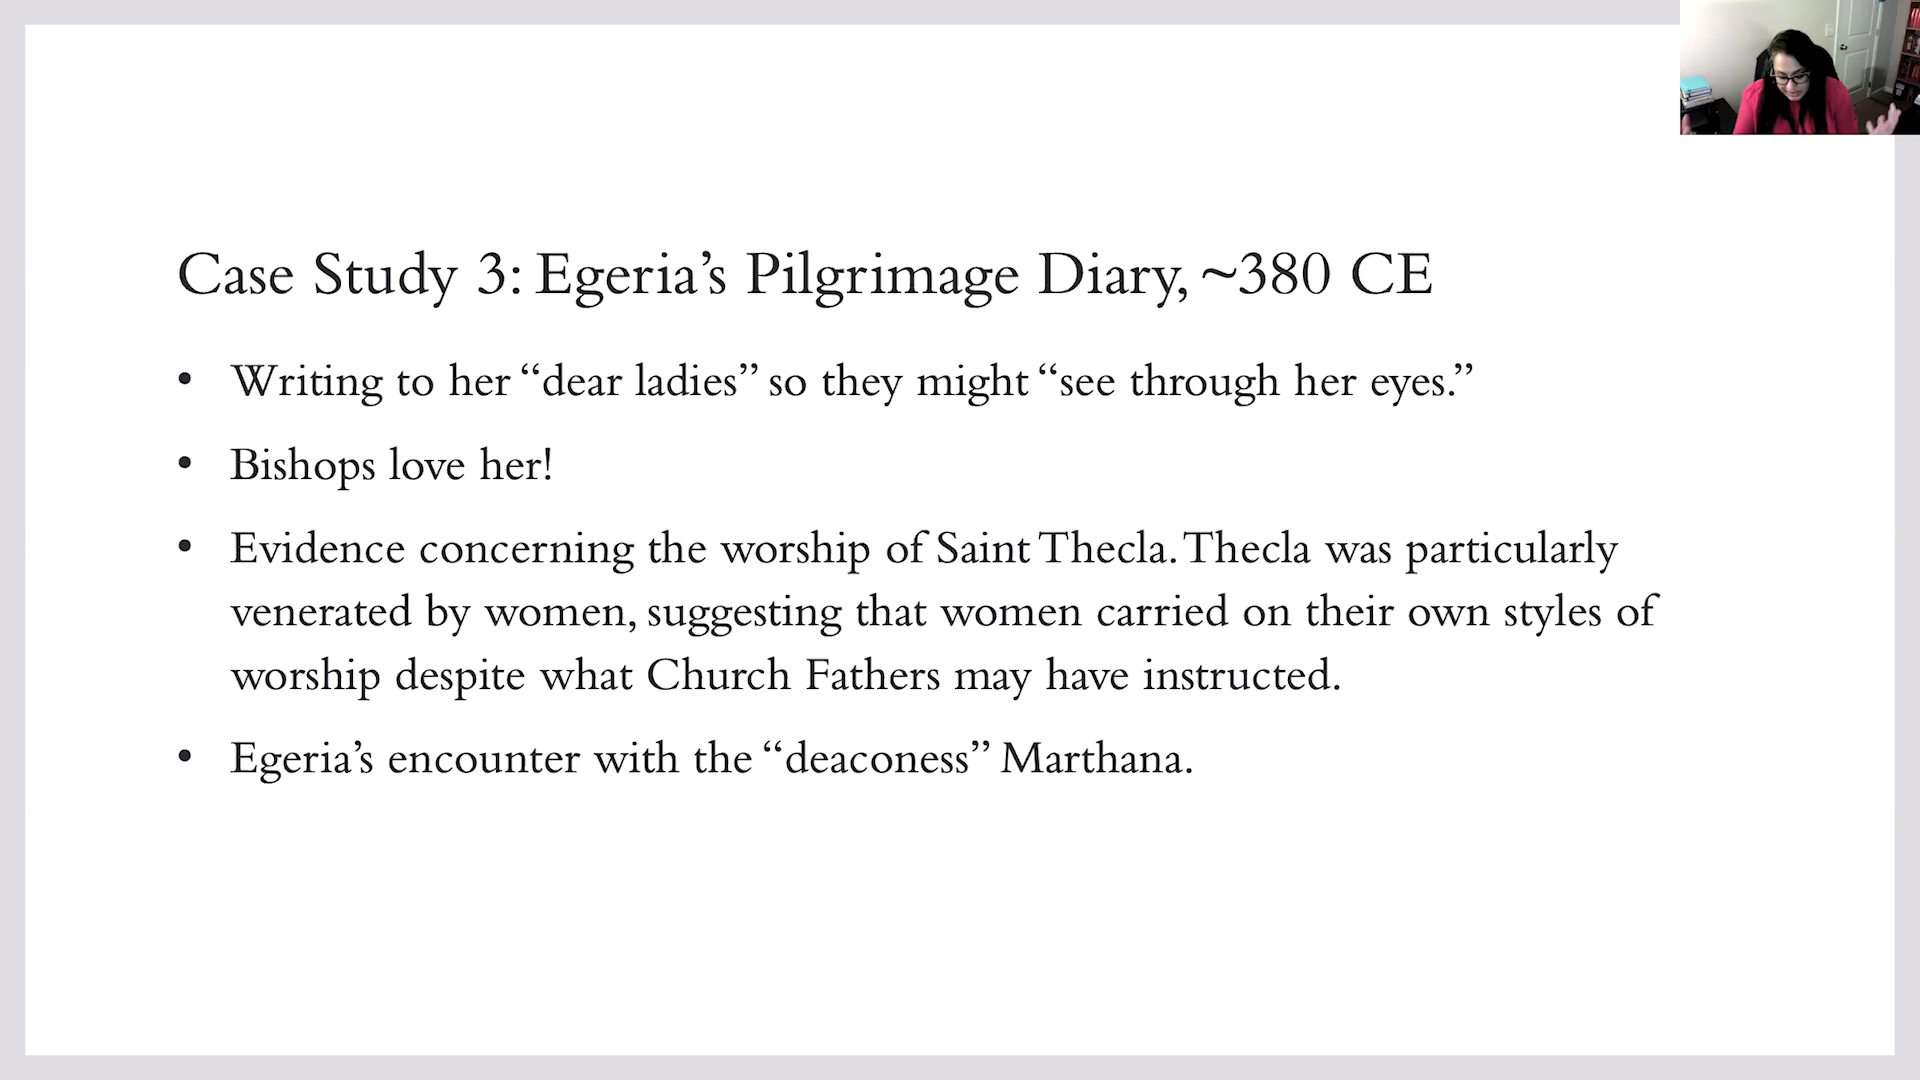 Case Study 3: Egeria’s Pilgrimage Diary, ~380 CE
• Writing to her “dear ladies” so they might “see through her eyes.”
• Bishops love her!
• Evidence concerning the worship of Saint Thecla. Thecla was particularly
venerated by women, suggesting that women carried on their own styles of
worship despite what Church Fathers may have instructed.
• Egeria’s encounter with the “deaconess” Marthana.